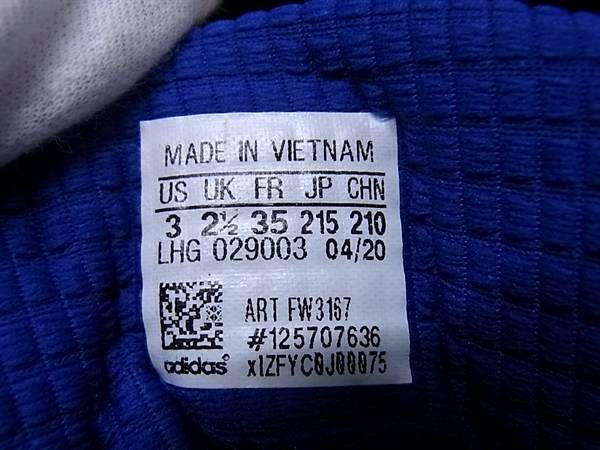 MADE IN VIETNAM
US UK FR JP CHN
3 2½ 35 215 210
LHG 029003 04/20
ART FW3167
#125707636
adidas® x1ZFYC0J00075